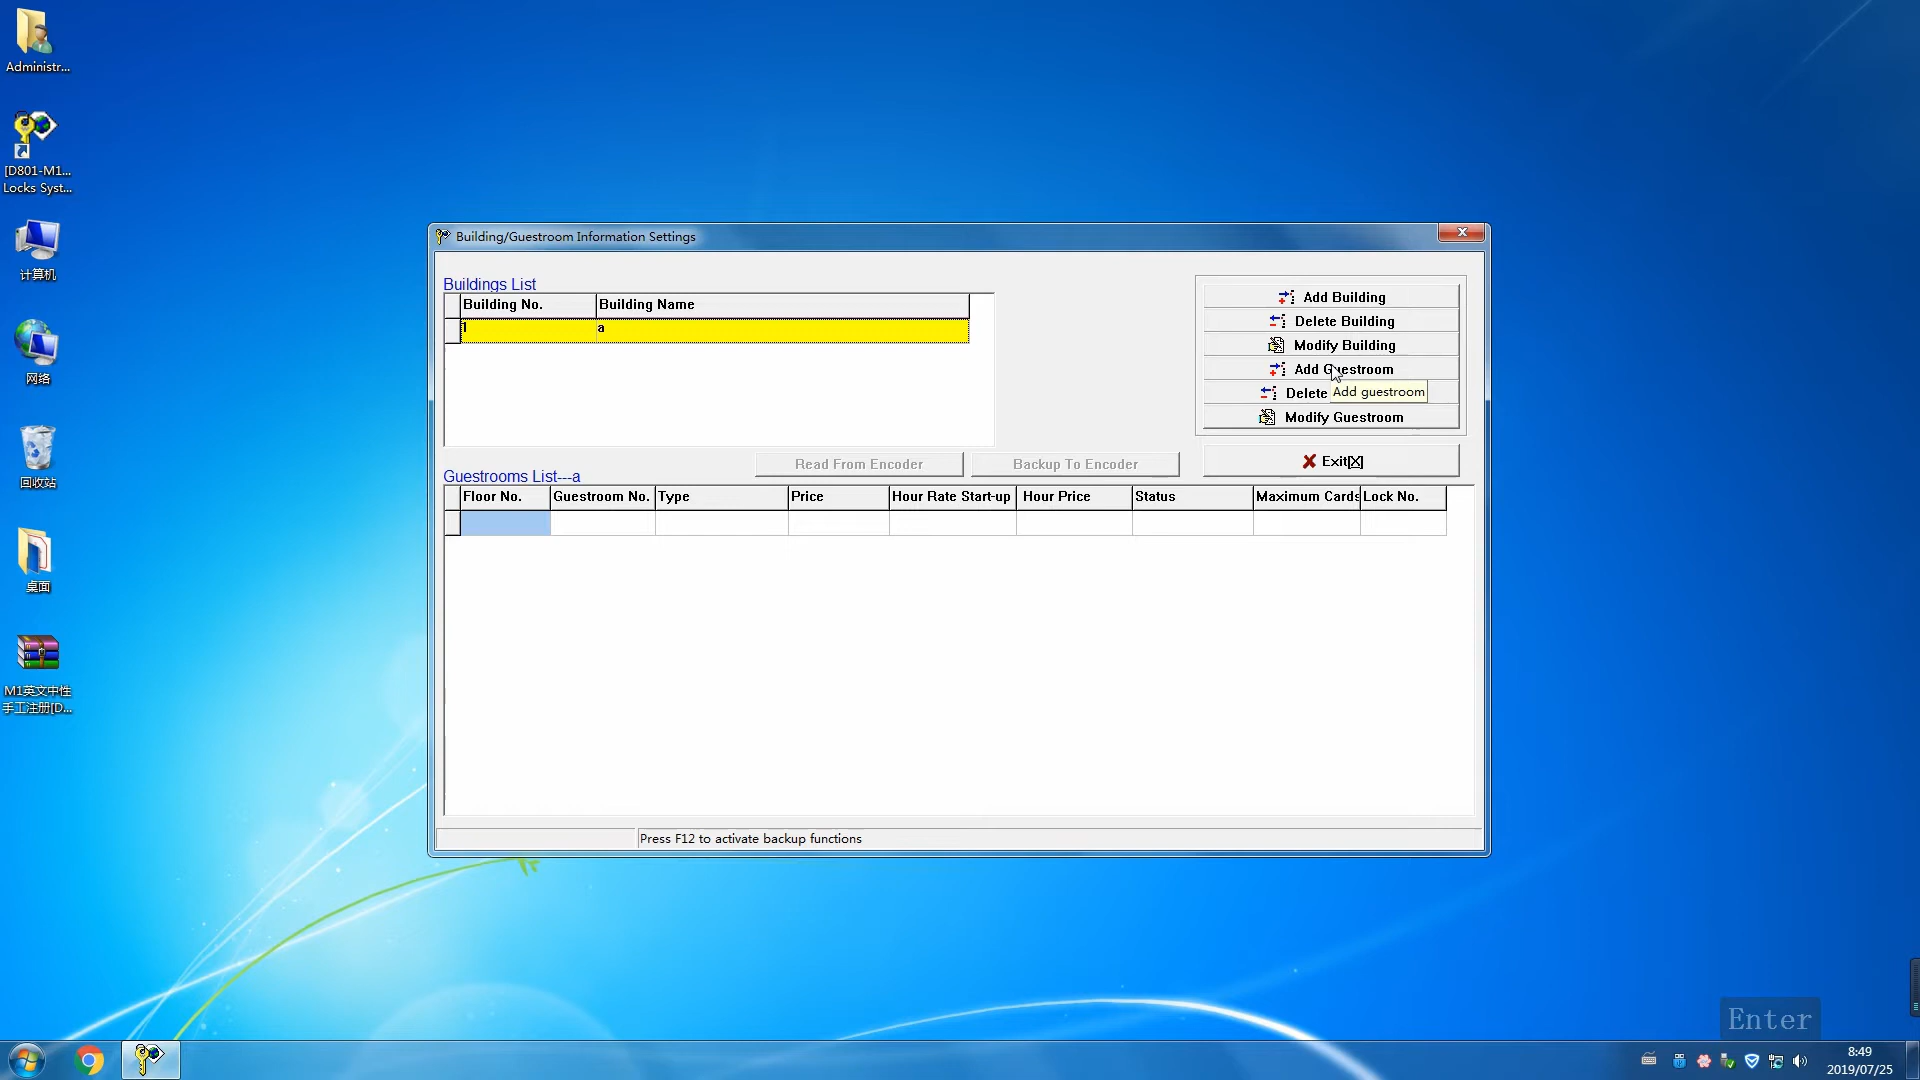 Administr...
[D801-M1...
Locks Syst...
计算机
网络
回收站
桌面
M1英文中性
手工注册[D...
Building/Guestroom Information Settings
Buildings List
Building No. Building Name
1 a
Add Building
Delete Building
Modify Building
Add Guestroom
Delete
Add guestroom
Modify Guestroom
Read From Encoder Backup To Encoder Exit[X]
Guestrooms List---a
Floor No. Guestroom No. Type Price Hour Rate Start-up Hour Price Status Maximum Cards Lock No.
Press F12 to activate backup functions
Enter
8:49
2019/07/25